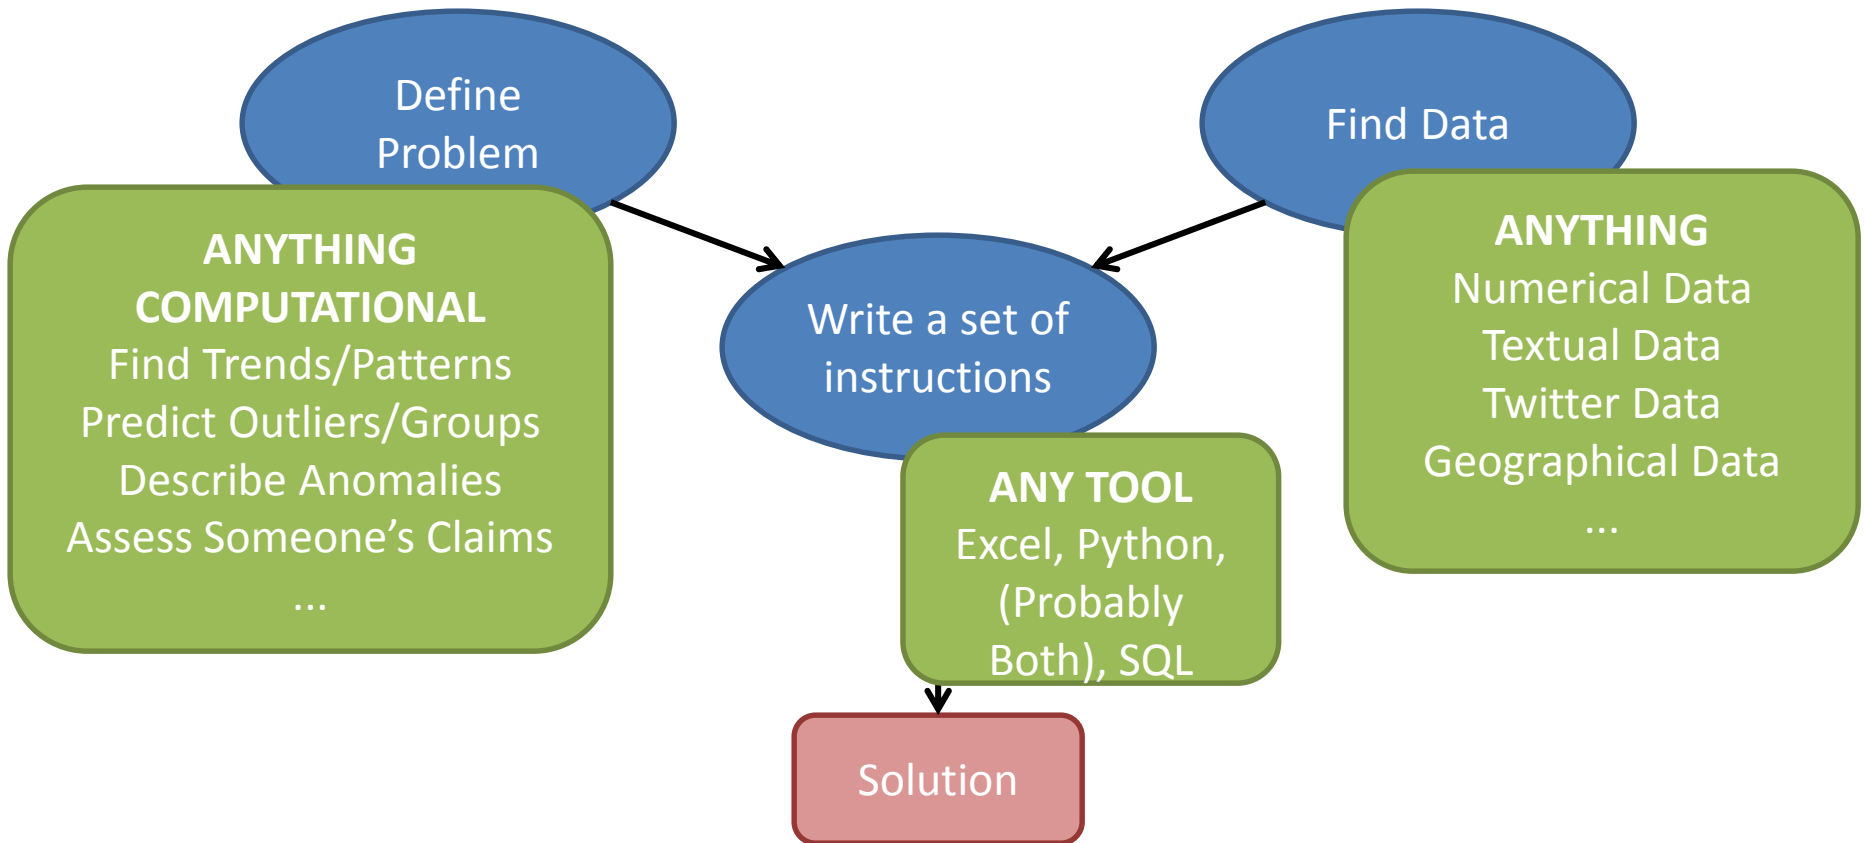 Define
Problem
ANYTHING
COMPUTATIONAL
Find Trends/Patterns
Predict Outliers/Groups
Describe Anomalies
Assess Someone’s Claims
...
Find Data
ANYTHING
Numerical Data
Textual Data
Twitter Data
Geographical Data
...
Write a set of
instructions
ANY TOOL
Excel, Python,
(Probably
Both), SQL
Solution